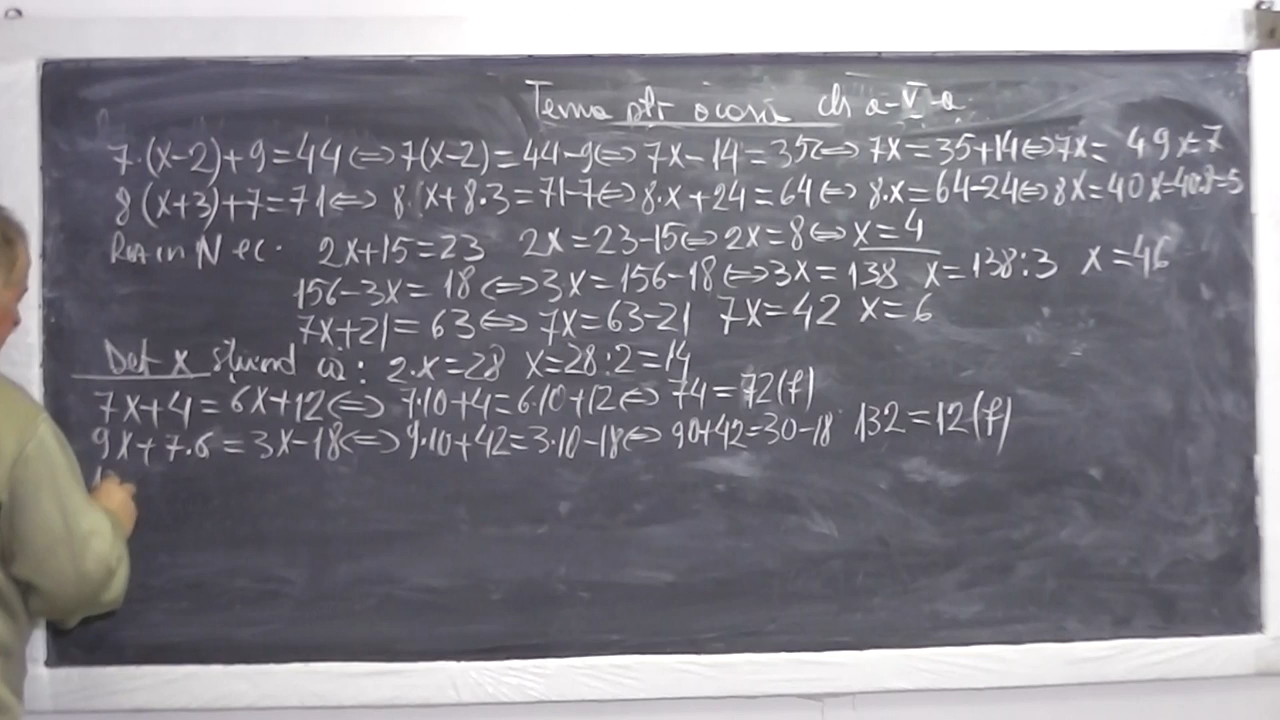 Tema ptr acasă cls a-V-a
7·(x-2)+9=44⇔7(x-2)=44-9⇔7x-14=35⇔7x=35+14⇔7x= 49 x=7
8(x+3)+7=71⇔8·x+8·3=71-7⇔8·x+24=64⇔8·x=64-24⇔8x=40 x=40:8=5
în N ec. 2x+15=23 2x=23-15⇔2x=8⇔x=4
156-3x=18⇔3x=156-18⇔3x=138 x=138:3 x=46
7x+21=63⇔7x=63-21 7x=42 x=6
Det x știind că: 2·x=28 x=28:2=14
7x+4=6x+12⇔7·10+4=6·10+12⇔74=72(f)
9x+7·6=3x-18⇔9·10+42=3·10-18⇔90+42=30-18 132=12(f)